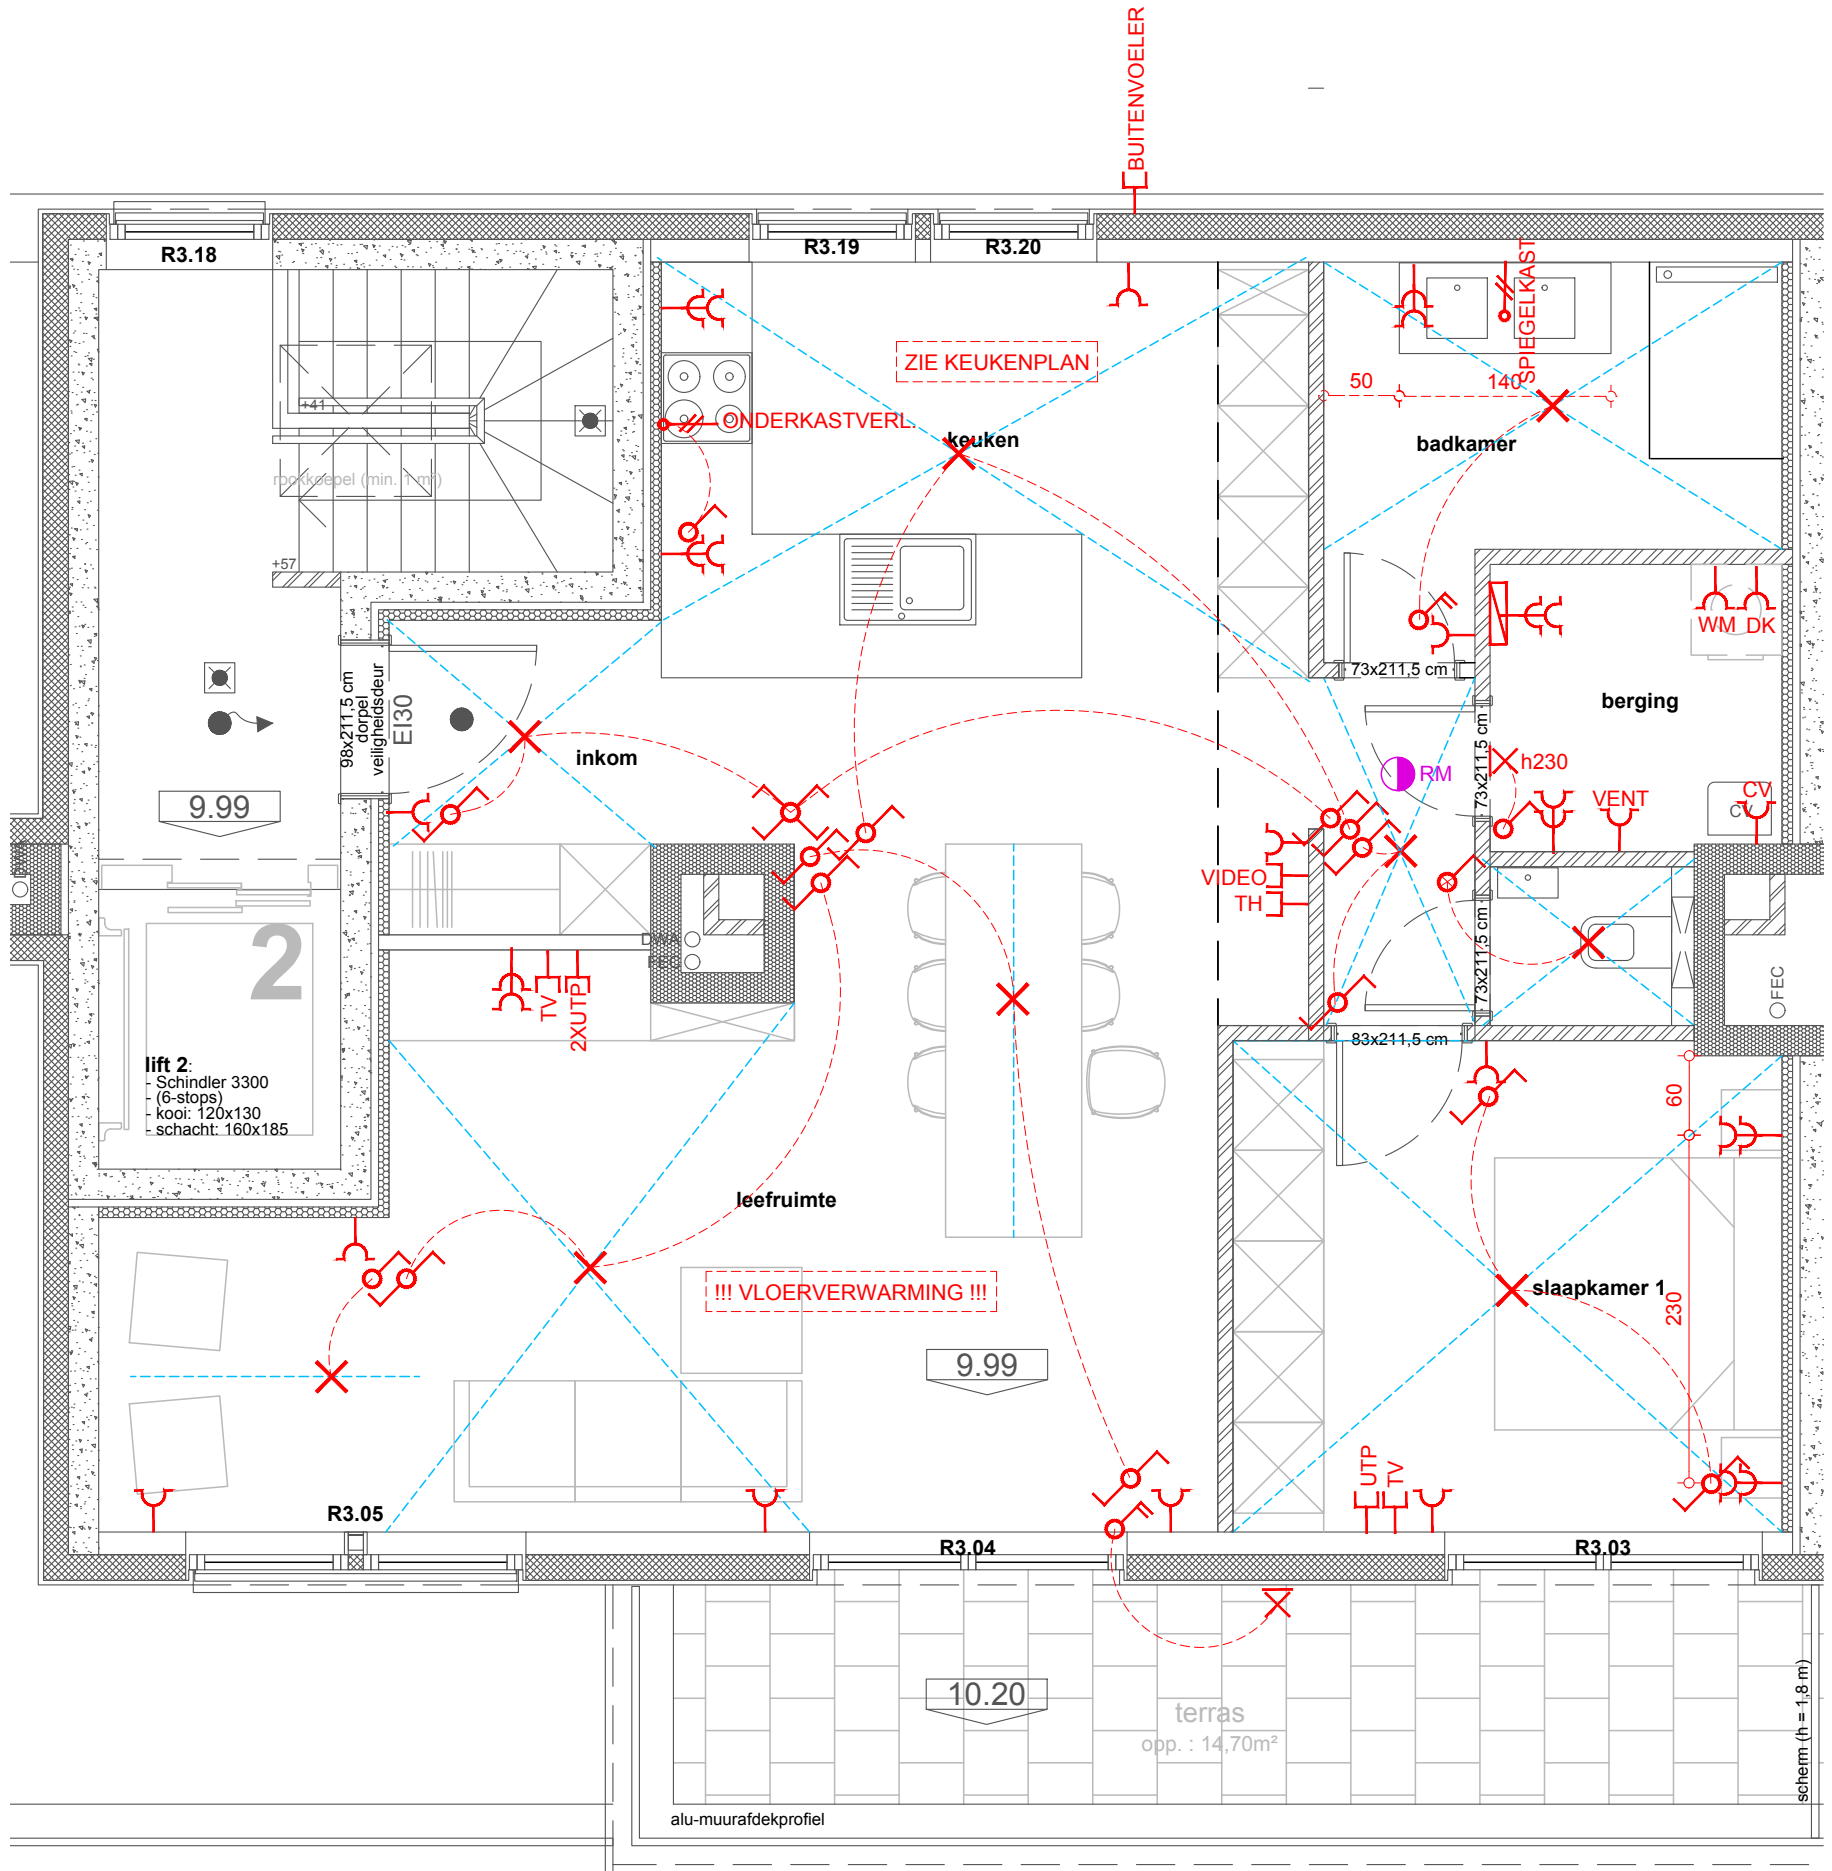 BUITENVOELER
R3.18
R3.19
R3.20
SPIEGELKAST
ZIE KEUKENPLAN
50
140
+41
ONDERKASTVERL.
keuken
badkamer
rookkoepel (min. 1 m²)
+57
WM
DK
73x211,5 cm
98x211,5 cm
dorpel
veiligheidsdeur
EI30
inkom
berging
73x211,5 cm
RM
h230
VENT
CV
CV
9.99
VIDEO
TH
DWA
2
TV
2XUTP
73x211,5 cm
FEC
83x211,5 cm
lift 2:
- Schindler 3300
- (6-stops)
- kooi: 120x130
- schacht: 160x185
60
leefruimte
!!! VLOERVERWARMING !!!
slaapkamer 1
230
9.99
UTP
TV
R3.05
R3.04
R3.03
10.20
terras
opp. : 14,70m²
scherm (h = 1,8 m)
alu-muurafdekprofiel